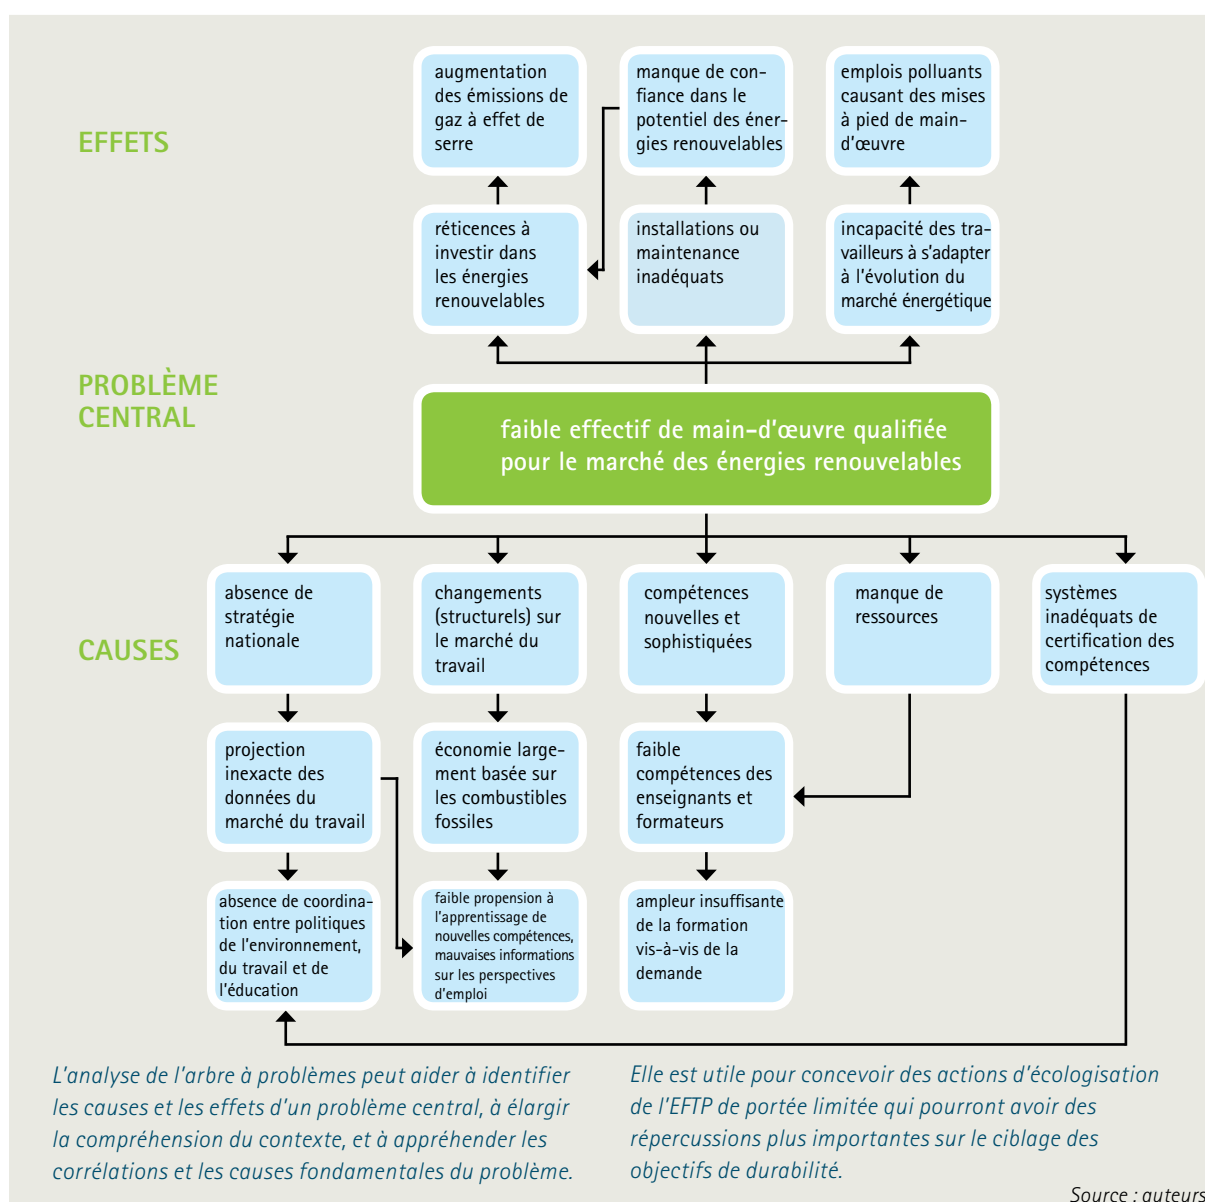 EFFETS
augmentation
des émissions de
gaz à effet de
serre
manque de con-
fiance dans le
potentiel des éner-
gies renouvelables
emplois polluants
causant des mises
à pied de main-
d'œuvre
réticences à
investir dans
les énergies
renouvelables
installations ou
maintenance
inadéquats
incapacité des tra-
vailleurs à s'adapter
à l'évolution du
marché énergétique
PROBLÈME
CENTRAL
faible effectif de main-d'œuvre qualifiée
pour le marché des énergies renouvelables
CAUSES
absence de
stratégie
nationale
changements
(structurels) sur
le marché du
travail
compétences
nouvelles et
sophistiquées
manque de
ressources
systèmes
inadéquats de
certification des
compétences
projection
inexacte des
données du
marché du travail
économie large-
ment basée sur
les combustibles
fossiles
faible
compétences des
enseignants et
formateurs
absence de coordina-
tion entre politiques
de l'environnement,
du travail et de
l'éducation
faible propension à
l'apprentissage de
nouvelles compétences,
mauvaises informations
sur les perspectives
d'emploi
ampleur insuffisante
de la formation
vis-à-vis de la
demande
L'analyse de l'arbre à problèmes peut aider à identifier
les causes et les effets d'un problème central, à élargir
la compréhension du contexte, et à appréhender les
corrélations et les causes fondamentales du problème.
Elle est utile pour concevoir des actions d'écologisation
de l'EFTP de portée limitée qui pourront avoir des
répercussions plus importantes sur le ciblage des
objectifs de durabilité.
Source : auteurs